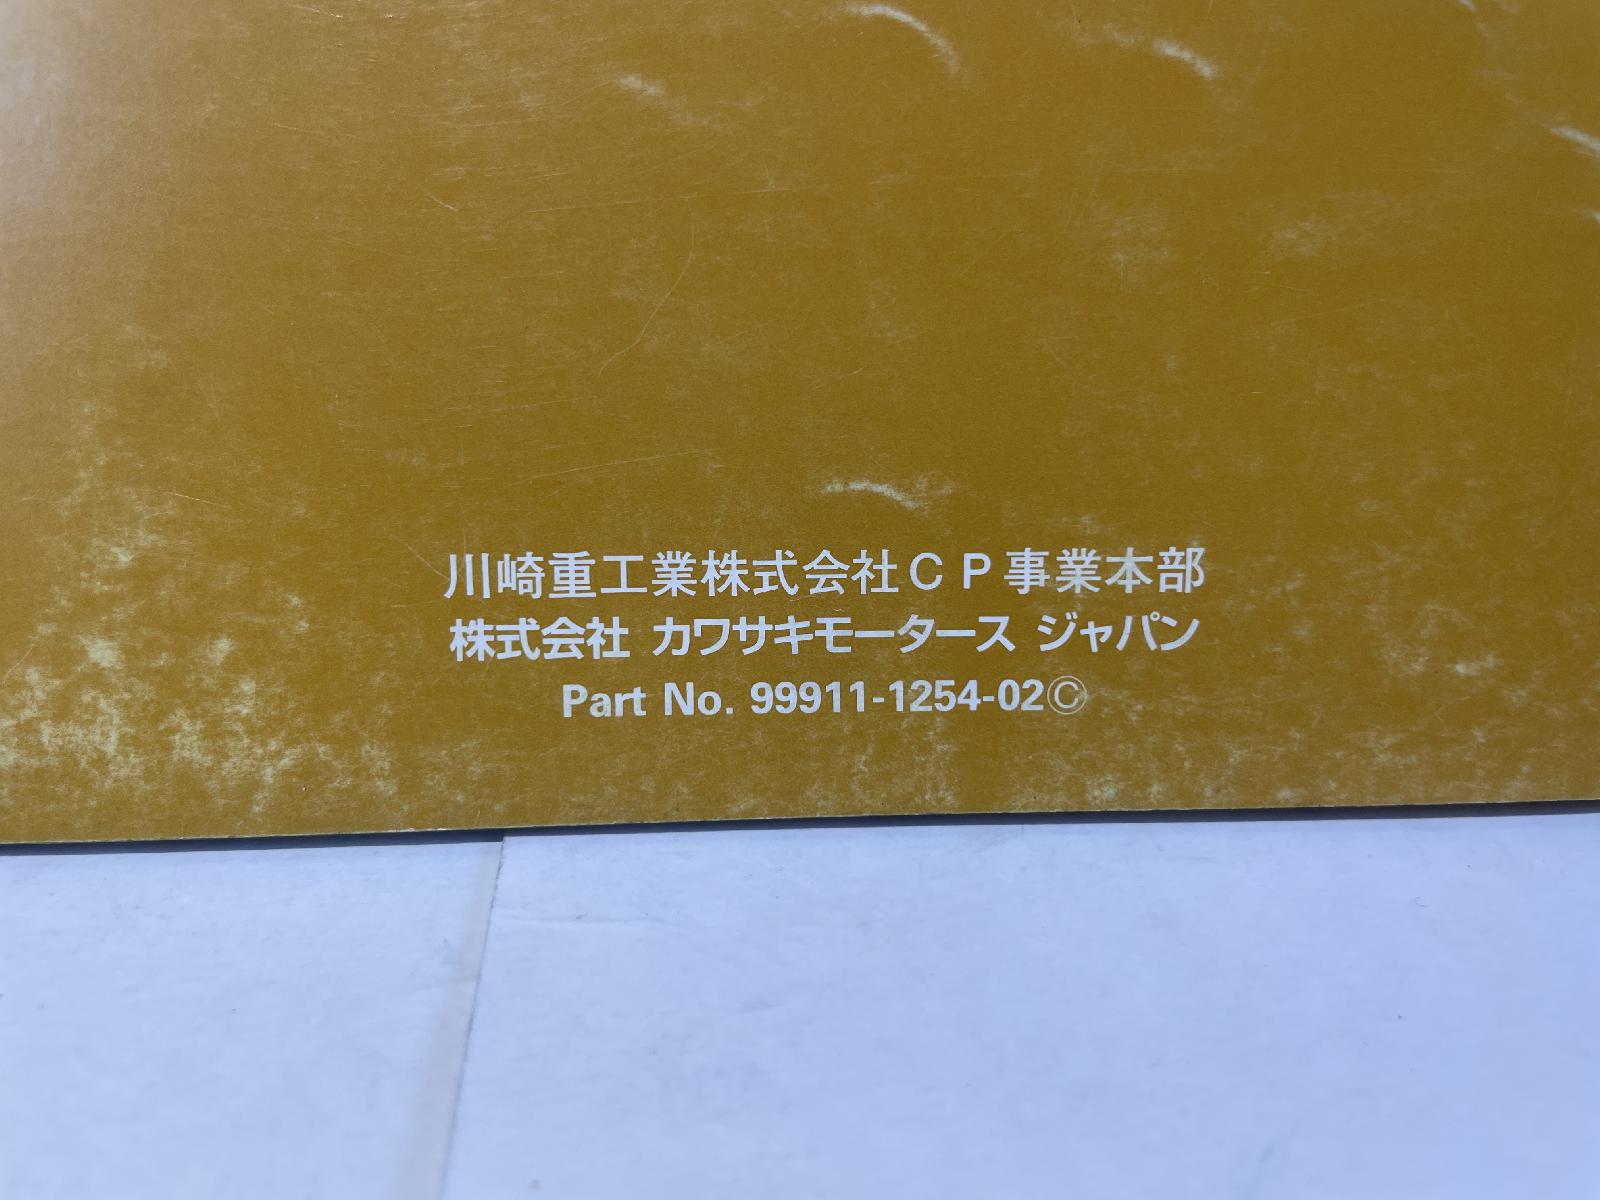 川崎重工業株式会社ＣＰ事業本部
株式会社 カワサキモータース ジャパン
Part No. 99911-1254-02Ⓒ